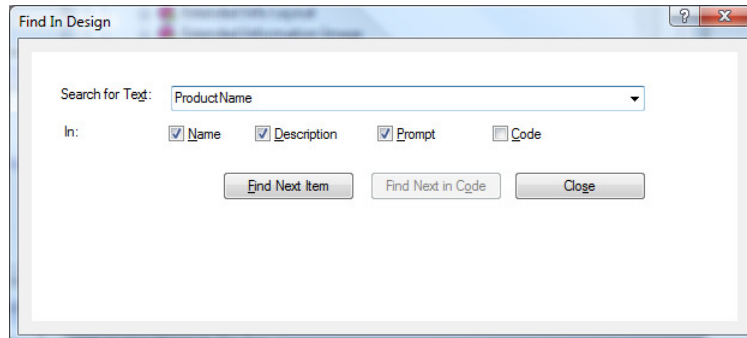 Find In Design
Search for Text: ProductName
In: Name Description Prompt Code
Find Next Item Find Next in Code Close